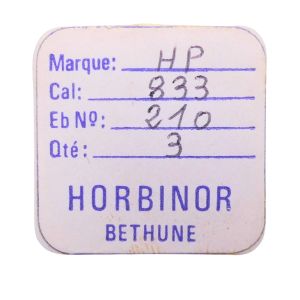 Marque: HP
Cal: 833
Eb Nº: 210
Qté: 3
HORBINOR
BETHUNE